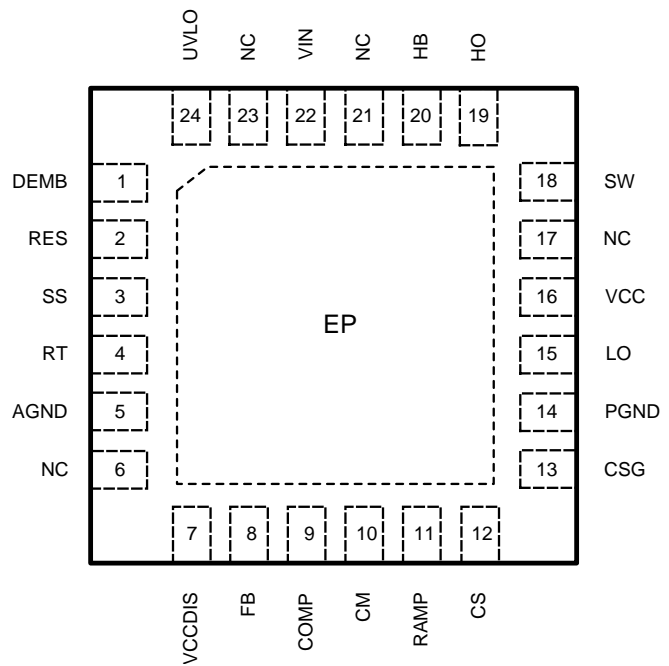 UVLO
NC
VIN
NC
HB
HO
24
23
22
21
20
19
DEMB
1
18
SW
RES
2
17
NC
SS
3
16
VCC
EP
RT
4
15
LO
AGND
5
14
PGND
NC
6
13
CSG
7
8
9
10
11
12
VCCDIS
FB
COMP
CM
RAMP
CS